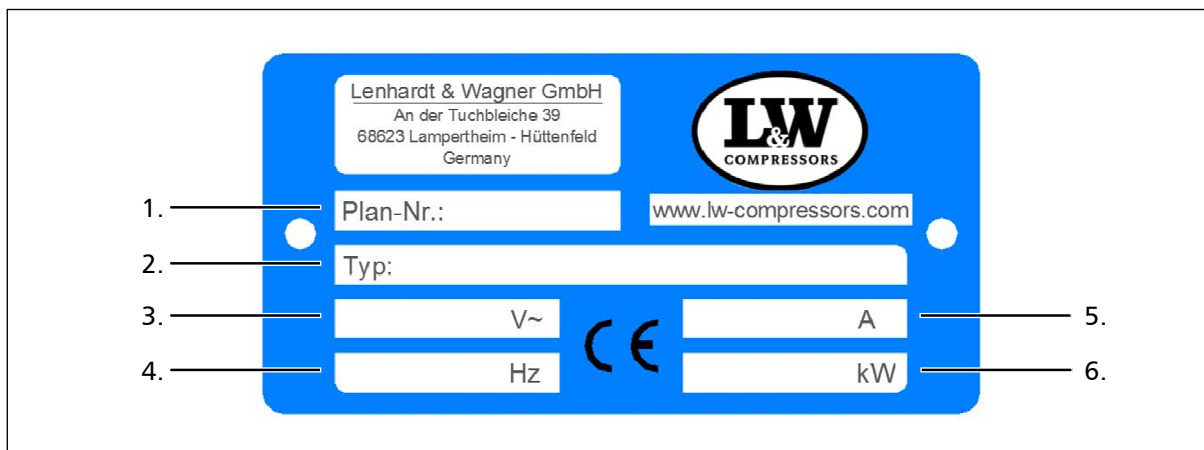 Lenhardt & Wagner GmbH
An der Tuchbleiche 39
68623 Lampertheim - Hüttenfeld
Germany
L&W
COMPRESSORS
1.
Plan-Nr.:
www.lw-compressors.com
2.
Typ:
3.
V~
CE
A
5.
4.
Hz
kW
6.